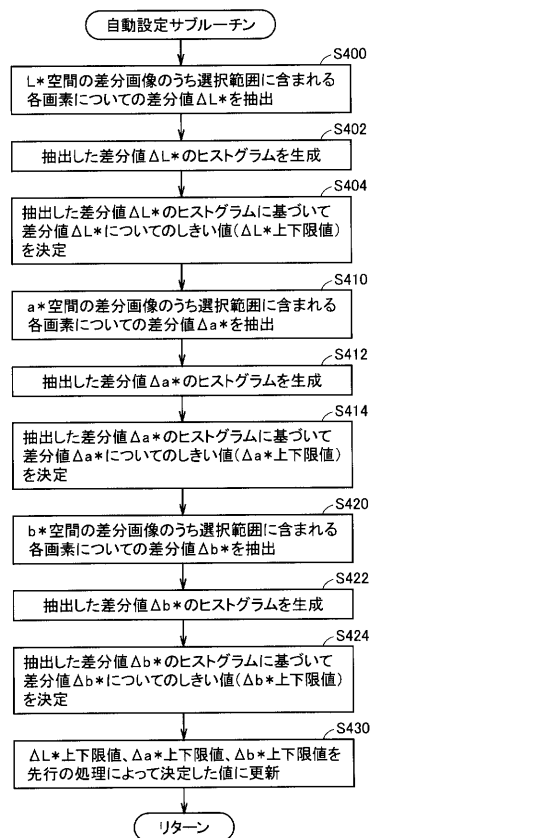 自動設定サブルーチン
S400
L*空間の差分画像のうち選択範囲に含まれる
各画素についての差分値ΔL*を抽出
S402
抽出した差分値ΔL*のヒストグラムを生成
S404
抽出した差分値ΔL*のヒストグラムに基づいて
差分値ΔL*についてのしきい値(ΔL*上下限値)
を決定
S410
a*空間の差分画像のうち選択範囲に含まれる
各画素についての差分値Δa*を抽出
S412
抽出した差分値Δa*のヒストグラムを生成
S414
抽出した差分値Δa*のヒストグラムに基づいて
差分値Δa*についてのしきい値(Δa*上下限値)
を決定
S420
b*空間の差分画像のうち選択範囲に含まれる
各画素についての差分値Δb*を抽出
S422
抽出した差分値Δb*のヒストグラムを生成
S424
抽出した差分値Δb*のヒストグラムに基づいて
差分値Δb*についてのしきい値(Δb*上下限値)
を決定
S430
ΔL*上下限値、Δa*上下限値、Δb*上下限値を
先行の処理によって決定した値に更新
リターン